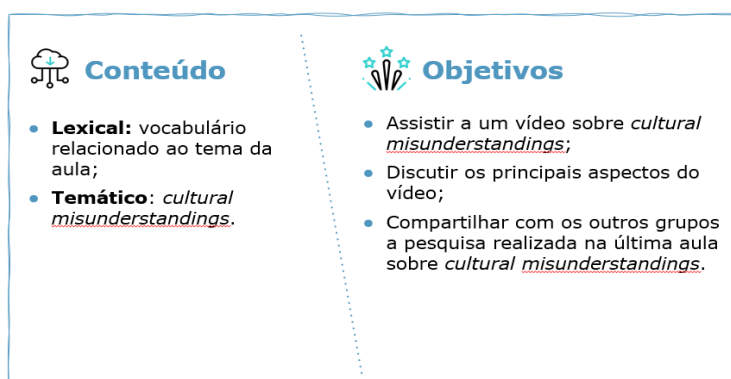 Conteúdo
Lexical: vocabulário
relacionado ao tema da
aula;
Temático: cultural
misunderstandings.
Objetivos
Assistir a um vídeo sobre cultural
misunderstandings;
Discutir os principais aspectos do
vídeo;
Compartilhar com os outros grupos
a pesquisa realizada na última aula
sobre cultural misunderstandings.